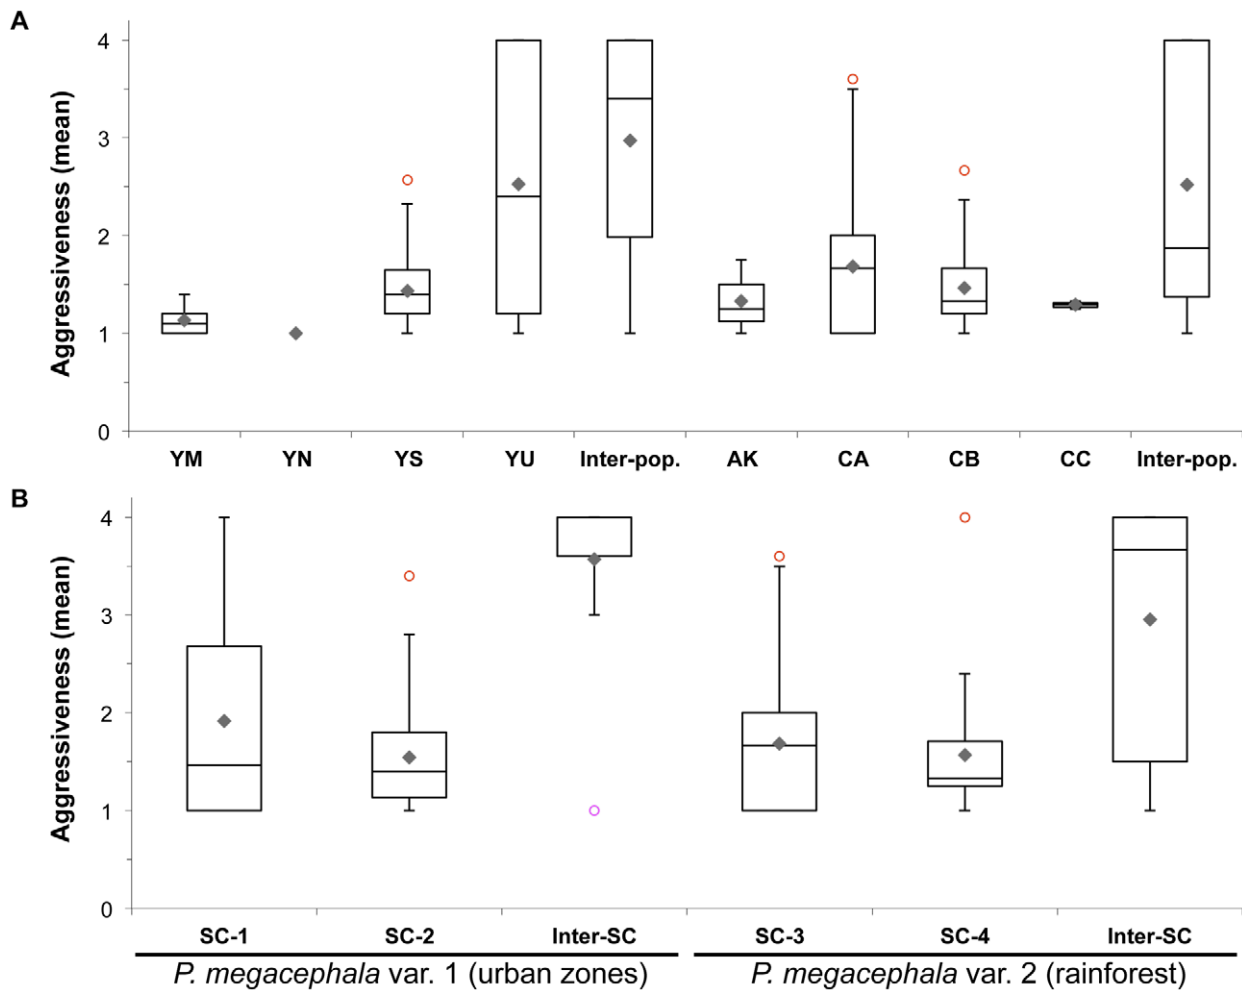 A
Aggressiveness (mean)
4
3
2
1
0
YM YN YS YU Inter-pop. AK CA CB CC Inter-pop.
B
Aggressiveness (mean)
4
3
2
1
0
SC-1 SC-2 Inter-SC SC-3 SC-4 Inter-SC
P. megacephala var. 1 (urban zones) P. megacephala var. 2 (rainforest)